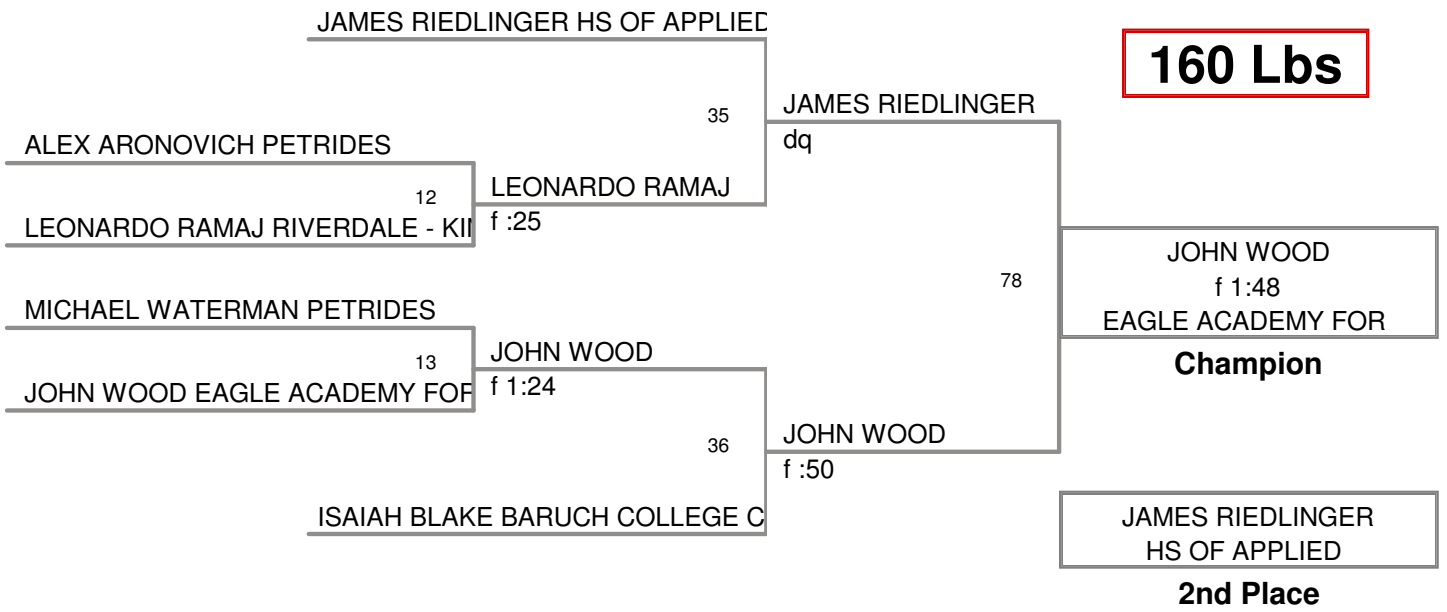 JAMES RIEDLINGER HS OF APPLIED
160 Lbs
35
JAMES RIEDLINGER
dq
ALEX ARONOVICH PETRIDES
12
LEONARDO RAMAJ
f :25
LEONARDO RAMAJ RIVERDALE - KIN
78
JOHN WOOD
f 1:48
EAGLE ACADEMY FOR
Champion
MICHAEL WATERMAN PETRIDES
13
JOHN WOOD
f 1:24
JOHN WOOD EAGLE ACADEMY FOR
36
JOHN WOOD
f :50
ISAIAH BLAKE BARUCH COLLEGE C
JAMES RIEDLINGER
HS OF APPLIED
2nd Place